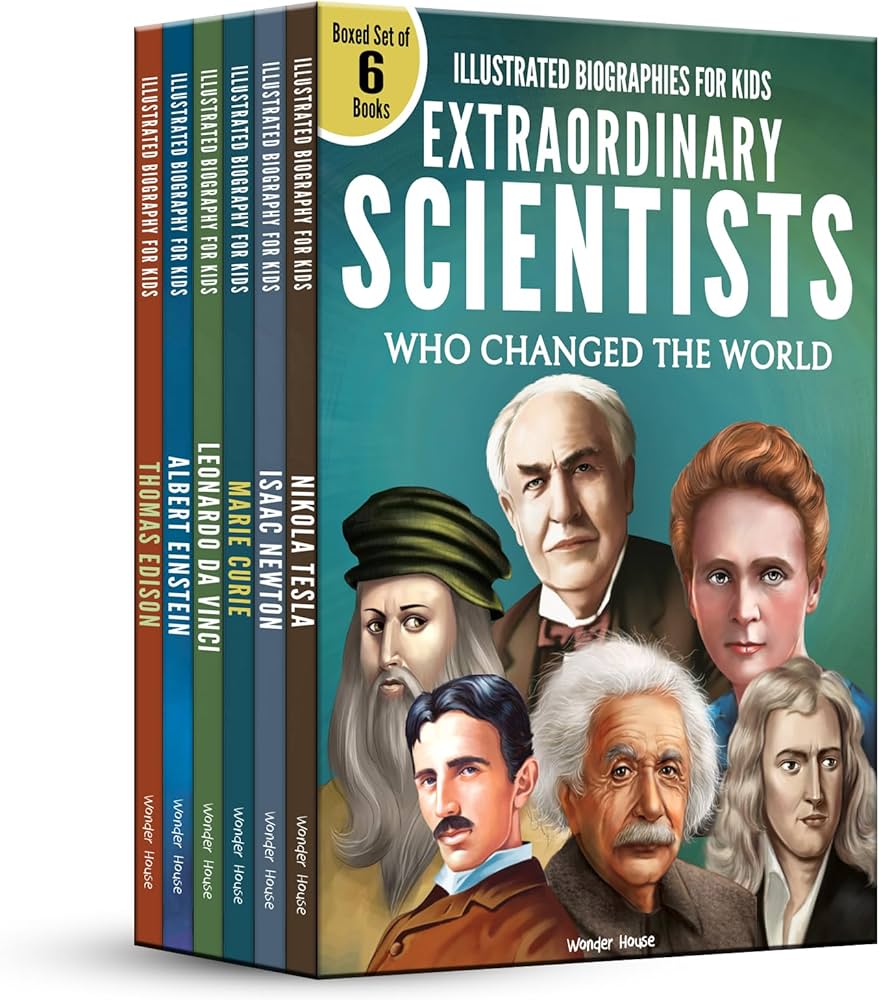 ILLUSTRATED BIOGRAPHY FOR KIDS
THOMAS EDISON
Wonder House
ILLUSTRATED BIOGRAPHY FOR KIDS
ALBERT EINSTEIN
Wonder House
ILLUSTRATED BIOGRAPHY FOR KIDS
LEONARDO DA VINCI
Wonder House
ILLUSTRATED BIOGRAPHY FOR KIDS
MARIE CURIE
Wonder House
ILLUSTRATED BIOGRAPHY FOR KIDS
ISAAC NEWTON
Wonder House
ILLUSTRATED BIOGRAPHY FOR KIDS
NIKOLA TESLA
Wonder House
Boxed Set of
6
Books
ILLUSTRATED BIOGRAPHIES FOR KIDS
EXTRAORDINARY
SCIENTISTS
WHO CHANGED THE WORLD
Wonder House